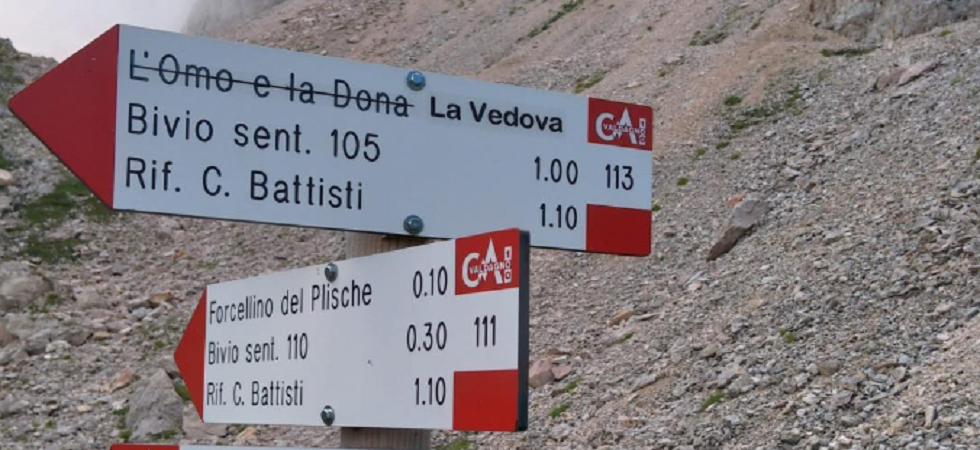 L'Omo e la Dona La Vedova
Bivio sent. 105 1.00
Rif. C. Battisti 1.10
CAI VALDAGNO
113
Forcellino del Plische 0.10
Bivio sent. 110 0.30
Rif. C. Battisti 1.10
CAI VALDAGNO
111